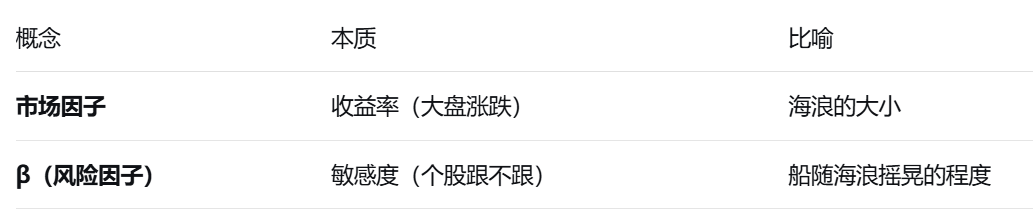 概念 本质 比喻
市场因子 收益率（大盘涨跌） 海浪的大小
β（风险因子） 敏感度（个股跟不跟） 船随海浪摇晃的程度